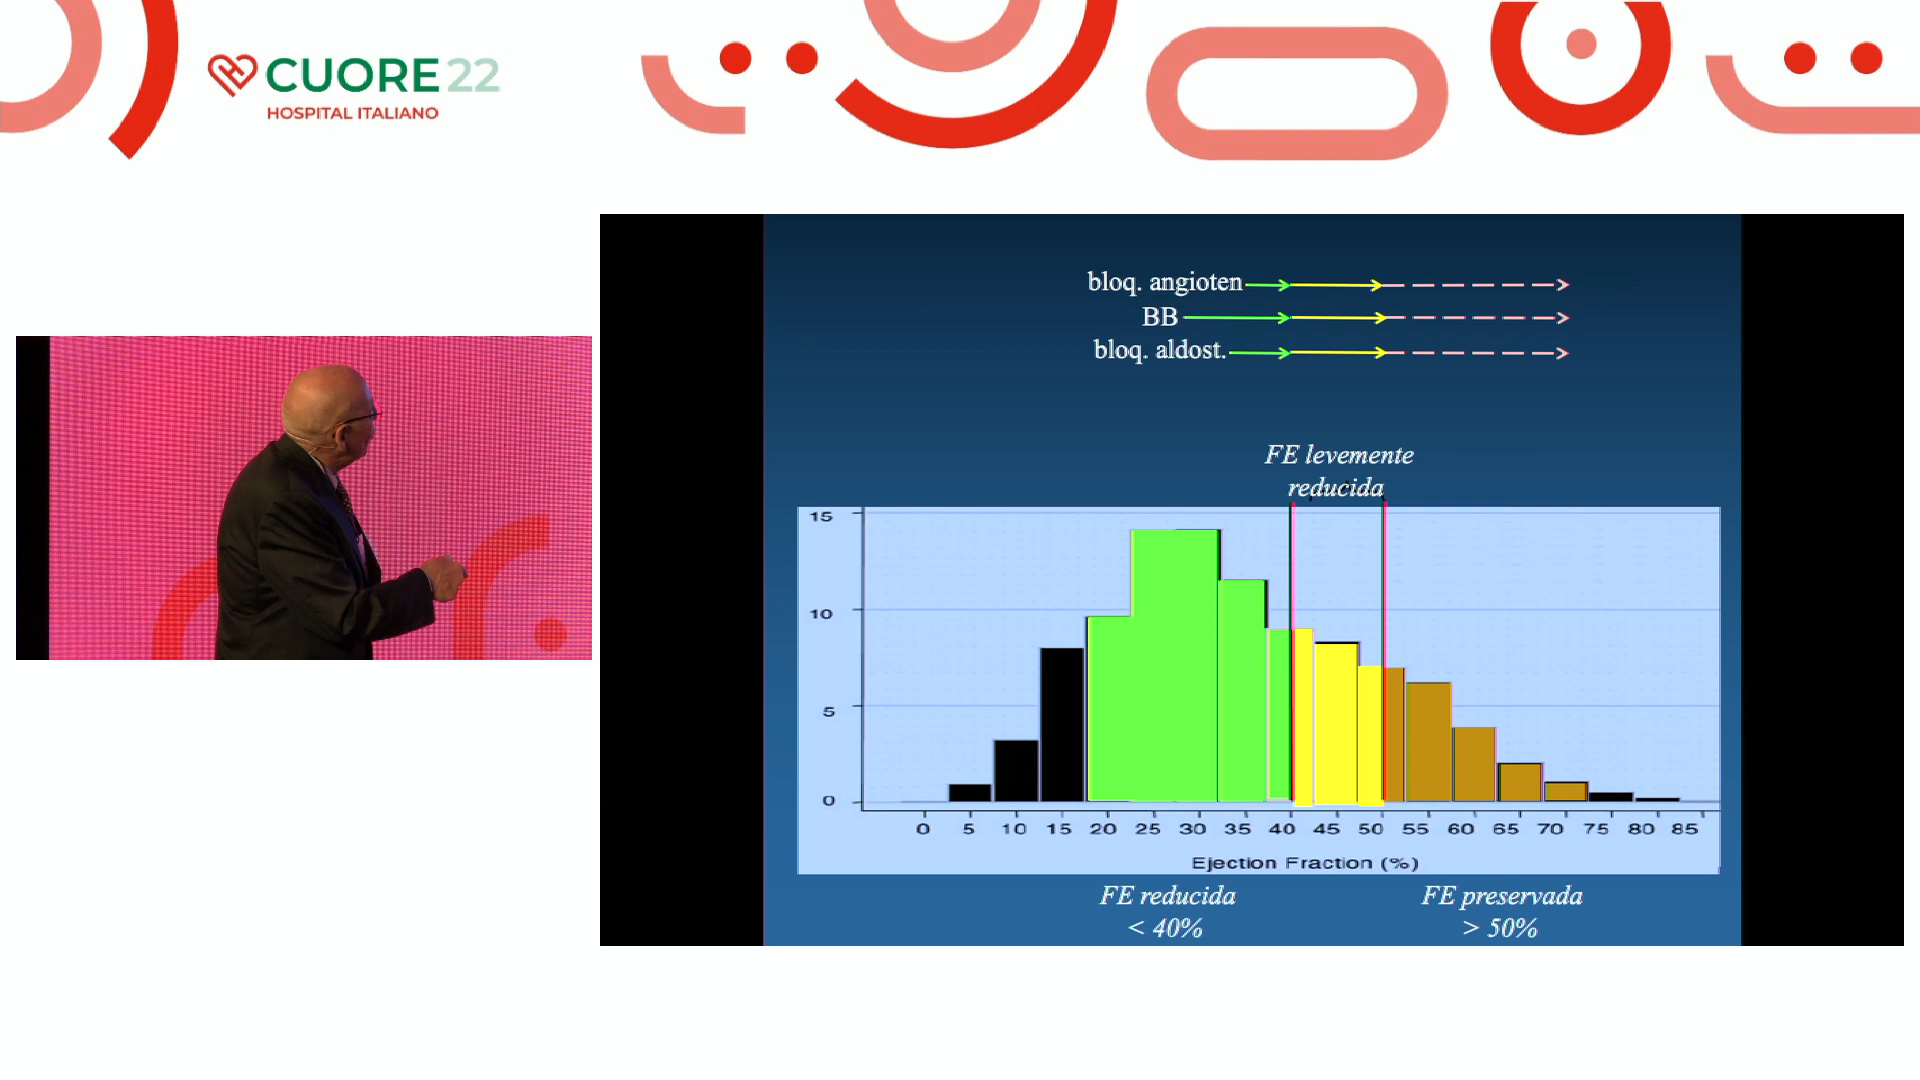 CUORE 22
HOSPITAL ITALIANO
bloq. angioten
BB
bloq. aldost.
FE levemente
reducida
15
10
5
0
0 5 10 15 20 25 30 35 40 45 50 55 60 65 70 75 80 85
Ejection Fraction (%)
FE reducida
< 40%
FE preservada
> 50%